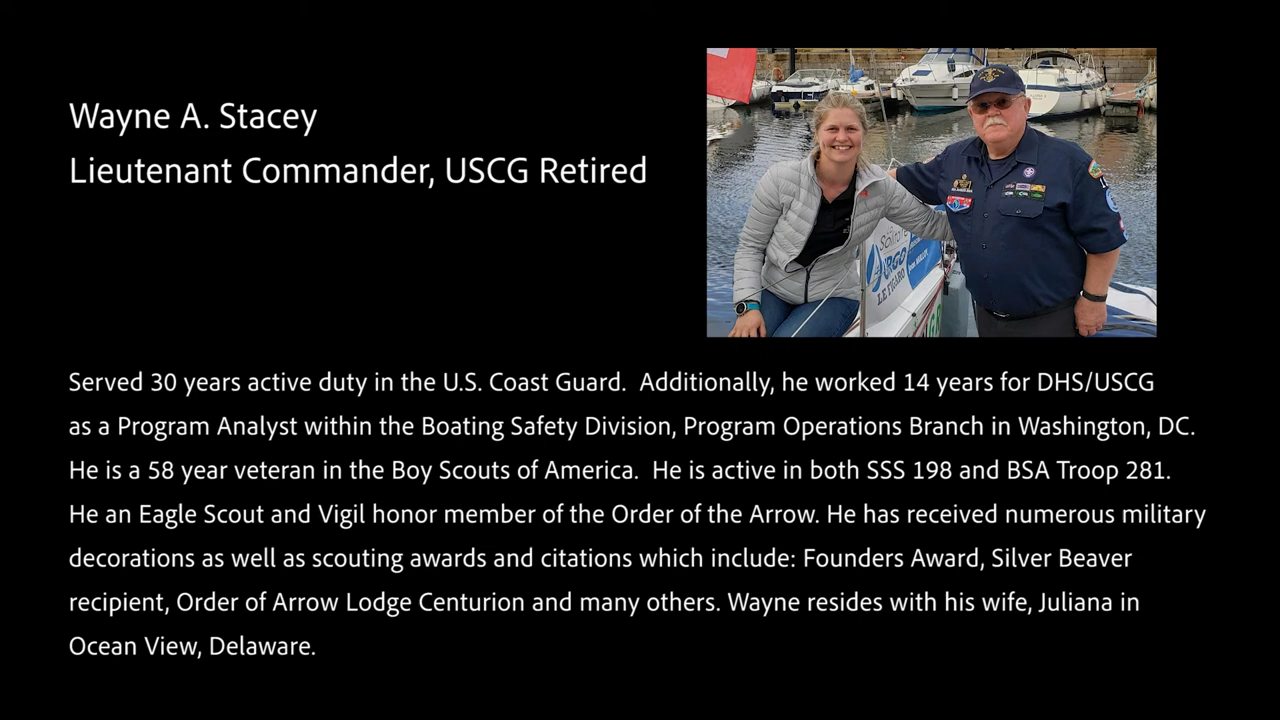 Wayne A. Stacey
Lieutenant Commander, USCG Retired
Solitaire
URGO
LE FIGARO
Served 30 years active duty in the U.S. Coast Guard.  Additionally, he worked 14 years for DHS/USCG
as a Program Analyst within the Boating Safety Division, Program Operations Branch in Washington, DC.
He is a 58 year veteran in the Boy Scouts of America.  He is active in both SSS 198 and BSA Troop 281.
He an Eagle Scout and Vigil honor member of the Order of the Arrow. He has received numerous military
decorations as well as scouting awards and citations which include: Founders Award, Silver Beaver
recipient, Order of Arrow Lodge Centurion and many others. Wayne resides with his wife, Juliana in
Ocean View, Delaware.